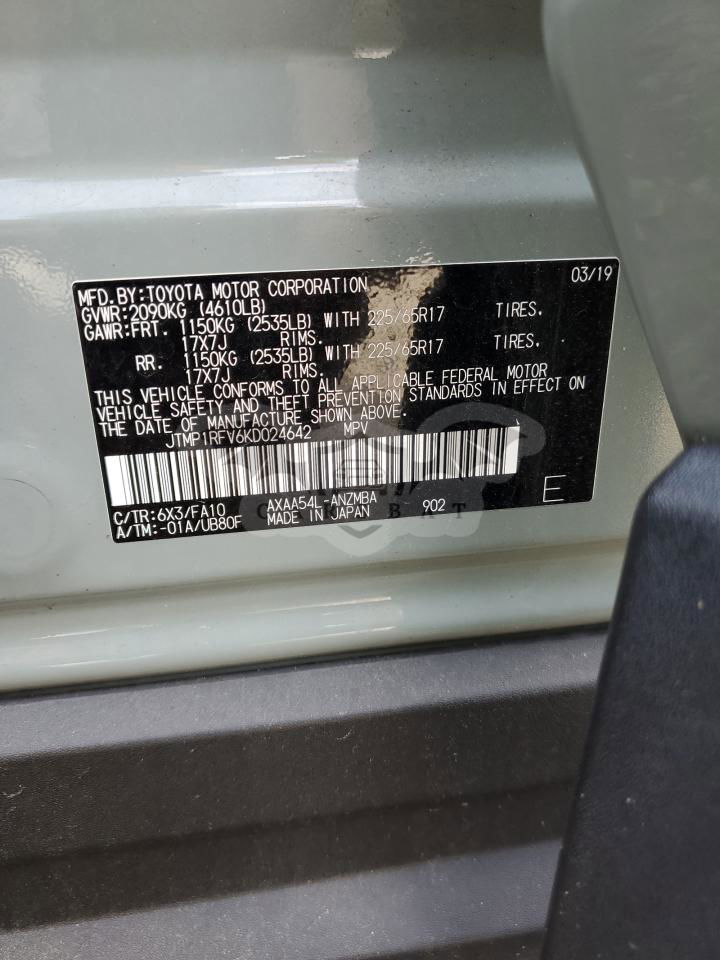 MFD.BY:TOYOTA MOTOR CORPORATION 03/19
GVWR:2090KG (4610LB)
GAWR:FRT. 1150KG (2535LB) WITH 225/65R17 TIRES.
17X7J RIMS.
RR. 1150KG (2535LB) WITH 225/65R17 TIRES.
17X7J RIMS.
THIS VEHICLE CONFORMS TO ALL APPLICABLE FEDERAL MOTOR
VEHICLE SAFETY AND THEFT PREVENTION STANDARDS IN EFFECT ON
THE DATE OF MANUFACTURE SHOWN ABOVE.
JTMP1RFV6KD024642 MPV
C/TR:6X3/FA10 AXAA54L-ANZMBA 902 E
A/TM:-01A/UB80F MADE IN JAPAN